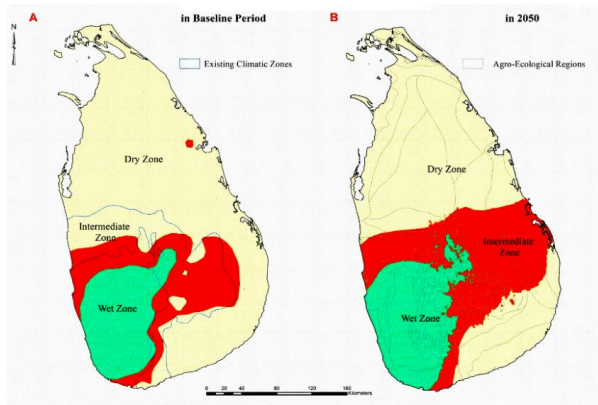 A
in Baseline Period
N
Existing Climatic Zones
Dry Zone
Intermediate
Zone
Wet Zone
B
in 2050
Agro-Ecological Regions
Dry Zone
Intermediate
Zone
Wet Zone
0 20 40 80 120 160
Kilometers